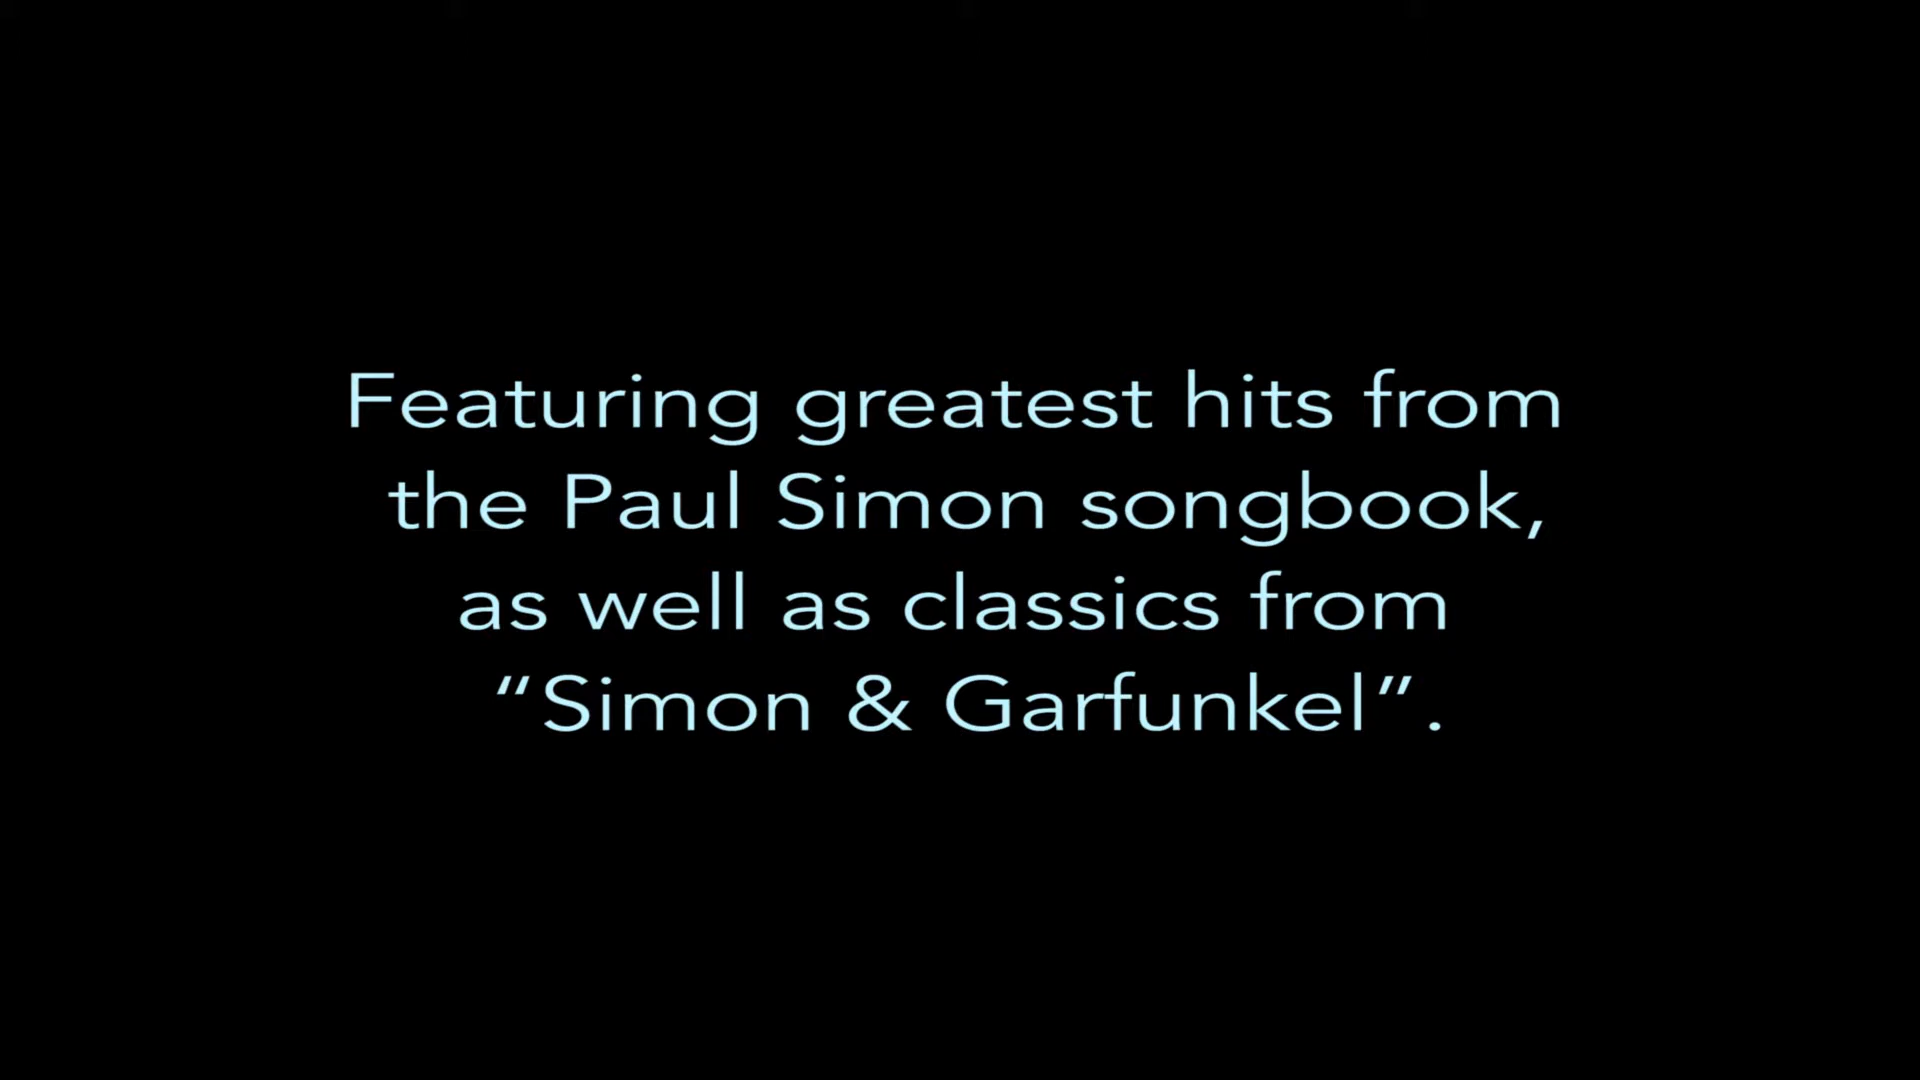 Featuring greatest hits from
the Paul Simon songbook,
as well as classics from
“Simon & Garfunkel”.